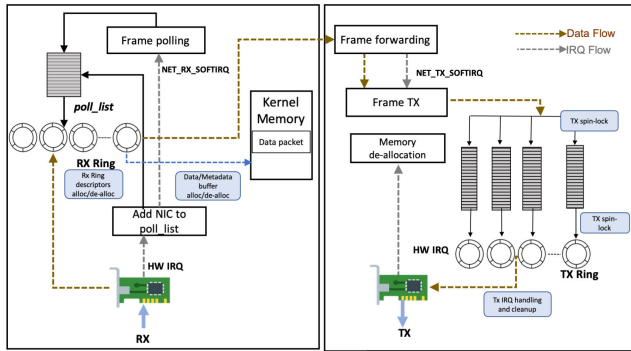 Frame polling
NET_RX_SOFTIRQ
poll_list
RX Ring
Rx Ring
descriptors
alloc/de-alloc
Data/Metadata
buffer
alloc/de-alloc
Kernel
Memory
Data packet
Add NIC to
poll_list
HW IRQ
RX
Frame forwarding
Data Flow
IRQ Flow
NET_TX_SOFTIRQ
Frame TX
TX spin-lock
Memory
de-allocation
TX spin-
lock
HW IRQ
TX Ring
Tx IRQ handling
and cleanup
TX